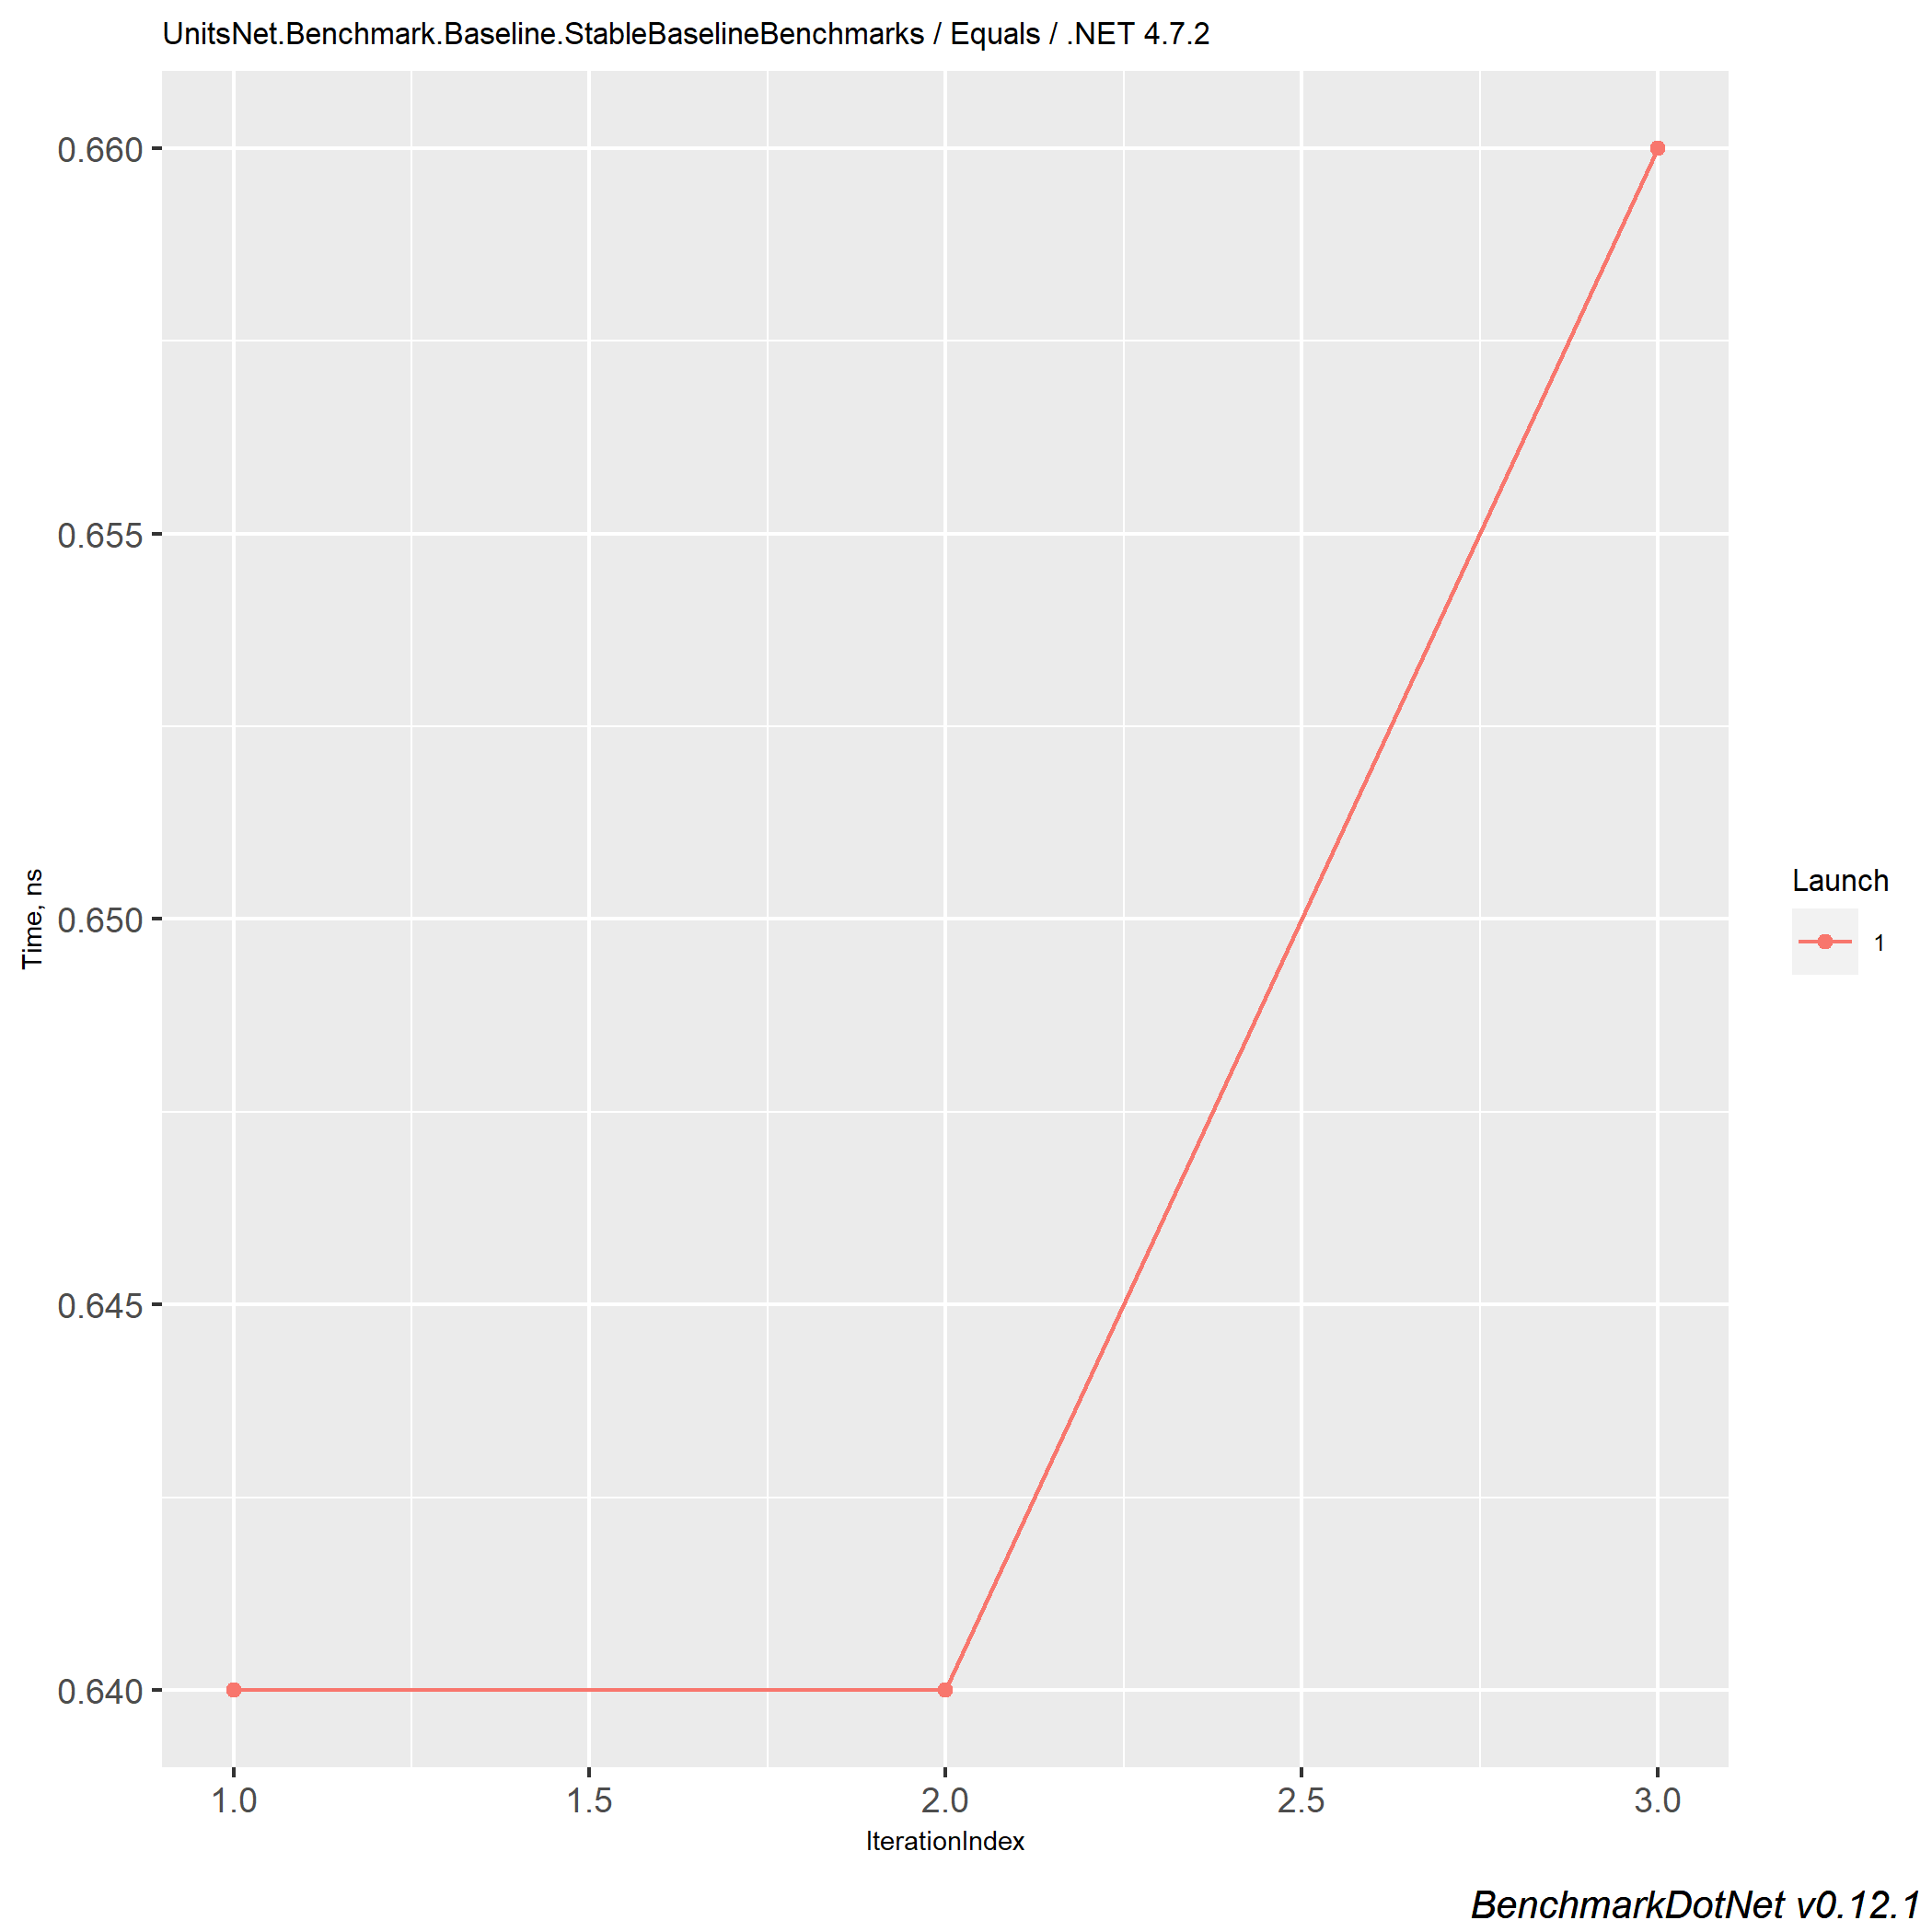 UnitsNet.Benchmark.Baseline.StableBaselineBenchmarks / Equals / .NET 4.7.2
0.660
0.655
0.650
0.645
0.640
Time, ns
1.0 1.5 2.0 2.5 3.0
IterationIndex
Launch
1
BenchmarkDotNet v0.12.1